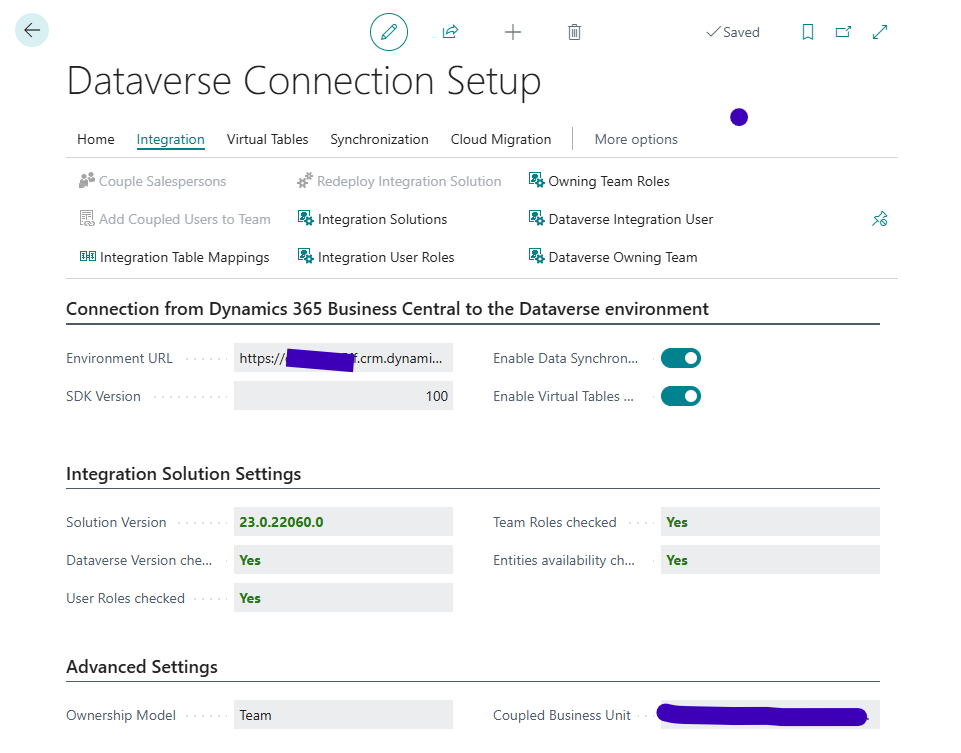 Saved
Dataverse Connection Setup
Home Integration Virtual Tables Synchronization Cloud Migration More options
Couple Salespersons Redeploy Integration Solution Owning Team Roles
Add Coupled Users to Team Integration Solutions Dataverse Integration User
Integration Table Mappings Integration User Roles Dataverse Owning Team
Connection from Dynamics 365 Business Central to the Dataverse environment
Environment URL https:// f.crm.dynami... Enable Data Synchron...
SDK Version 100 Enable Virtual Tables ...
Integration Solution Settings
Solution Version 23.0.22060.0 Team Roles checked Yes
Dataverse Version che... Yes Entities availability ch... Yes
User Roles checked Yes
Advanced Settings
Ownership Model Team Coupled Business Unit